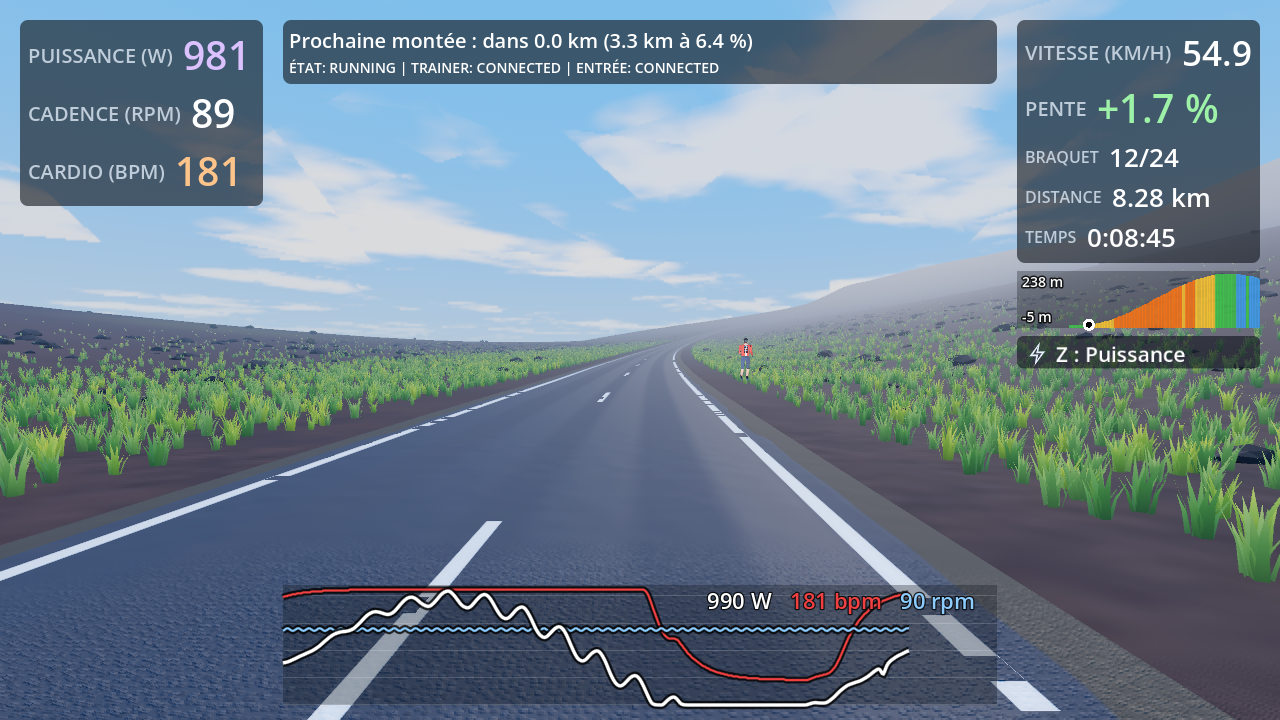 PUISSANCE (W) 981
CADENCE (RPM) 89
CARDIO (BPM) 181
Prochaine montée : dans 0.0 km (3.3 km à 6.4 %)
ÉTAT: RUNNING | TRAINER: CONNECTED | ENTRÉE: CONNECTED
VITESSE (KM/H) 54.9
PENTE +1.7 %
BRAQUET 12/24
DISTANCE 8.28 km
TEMPS 0:08:45
238 m
-5 m
Z : Puissance
990 W 181 bpm 90 rpm